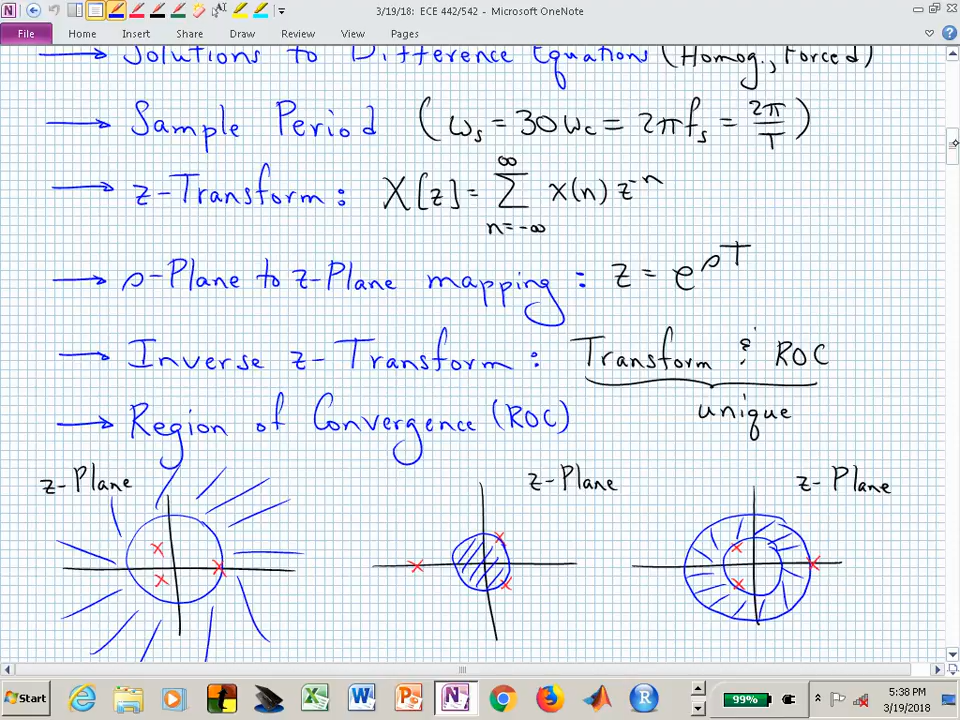 3/19/18: ECE 442/542 - Microsoft OneNote
File Home Insert Share Draw Review View Pages
→ Solutions to Difference Equations (Homog., Forced)
→ Sample Period (ωs = 30ωc = 2πfs = 2π/T)
→ z-Transform: X[z] = ∑ n=-∞ ∞ x(n) z^-n
→ s-Plane to z-Plane mapping: z = e^sT
→ Inverse z-Transform: Transform & ROC
unique
→ Region of Convergence (ROC)
z-Plane z-Plane z-Plane
Start
99%
5:38 PM
3/19/2018